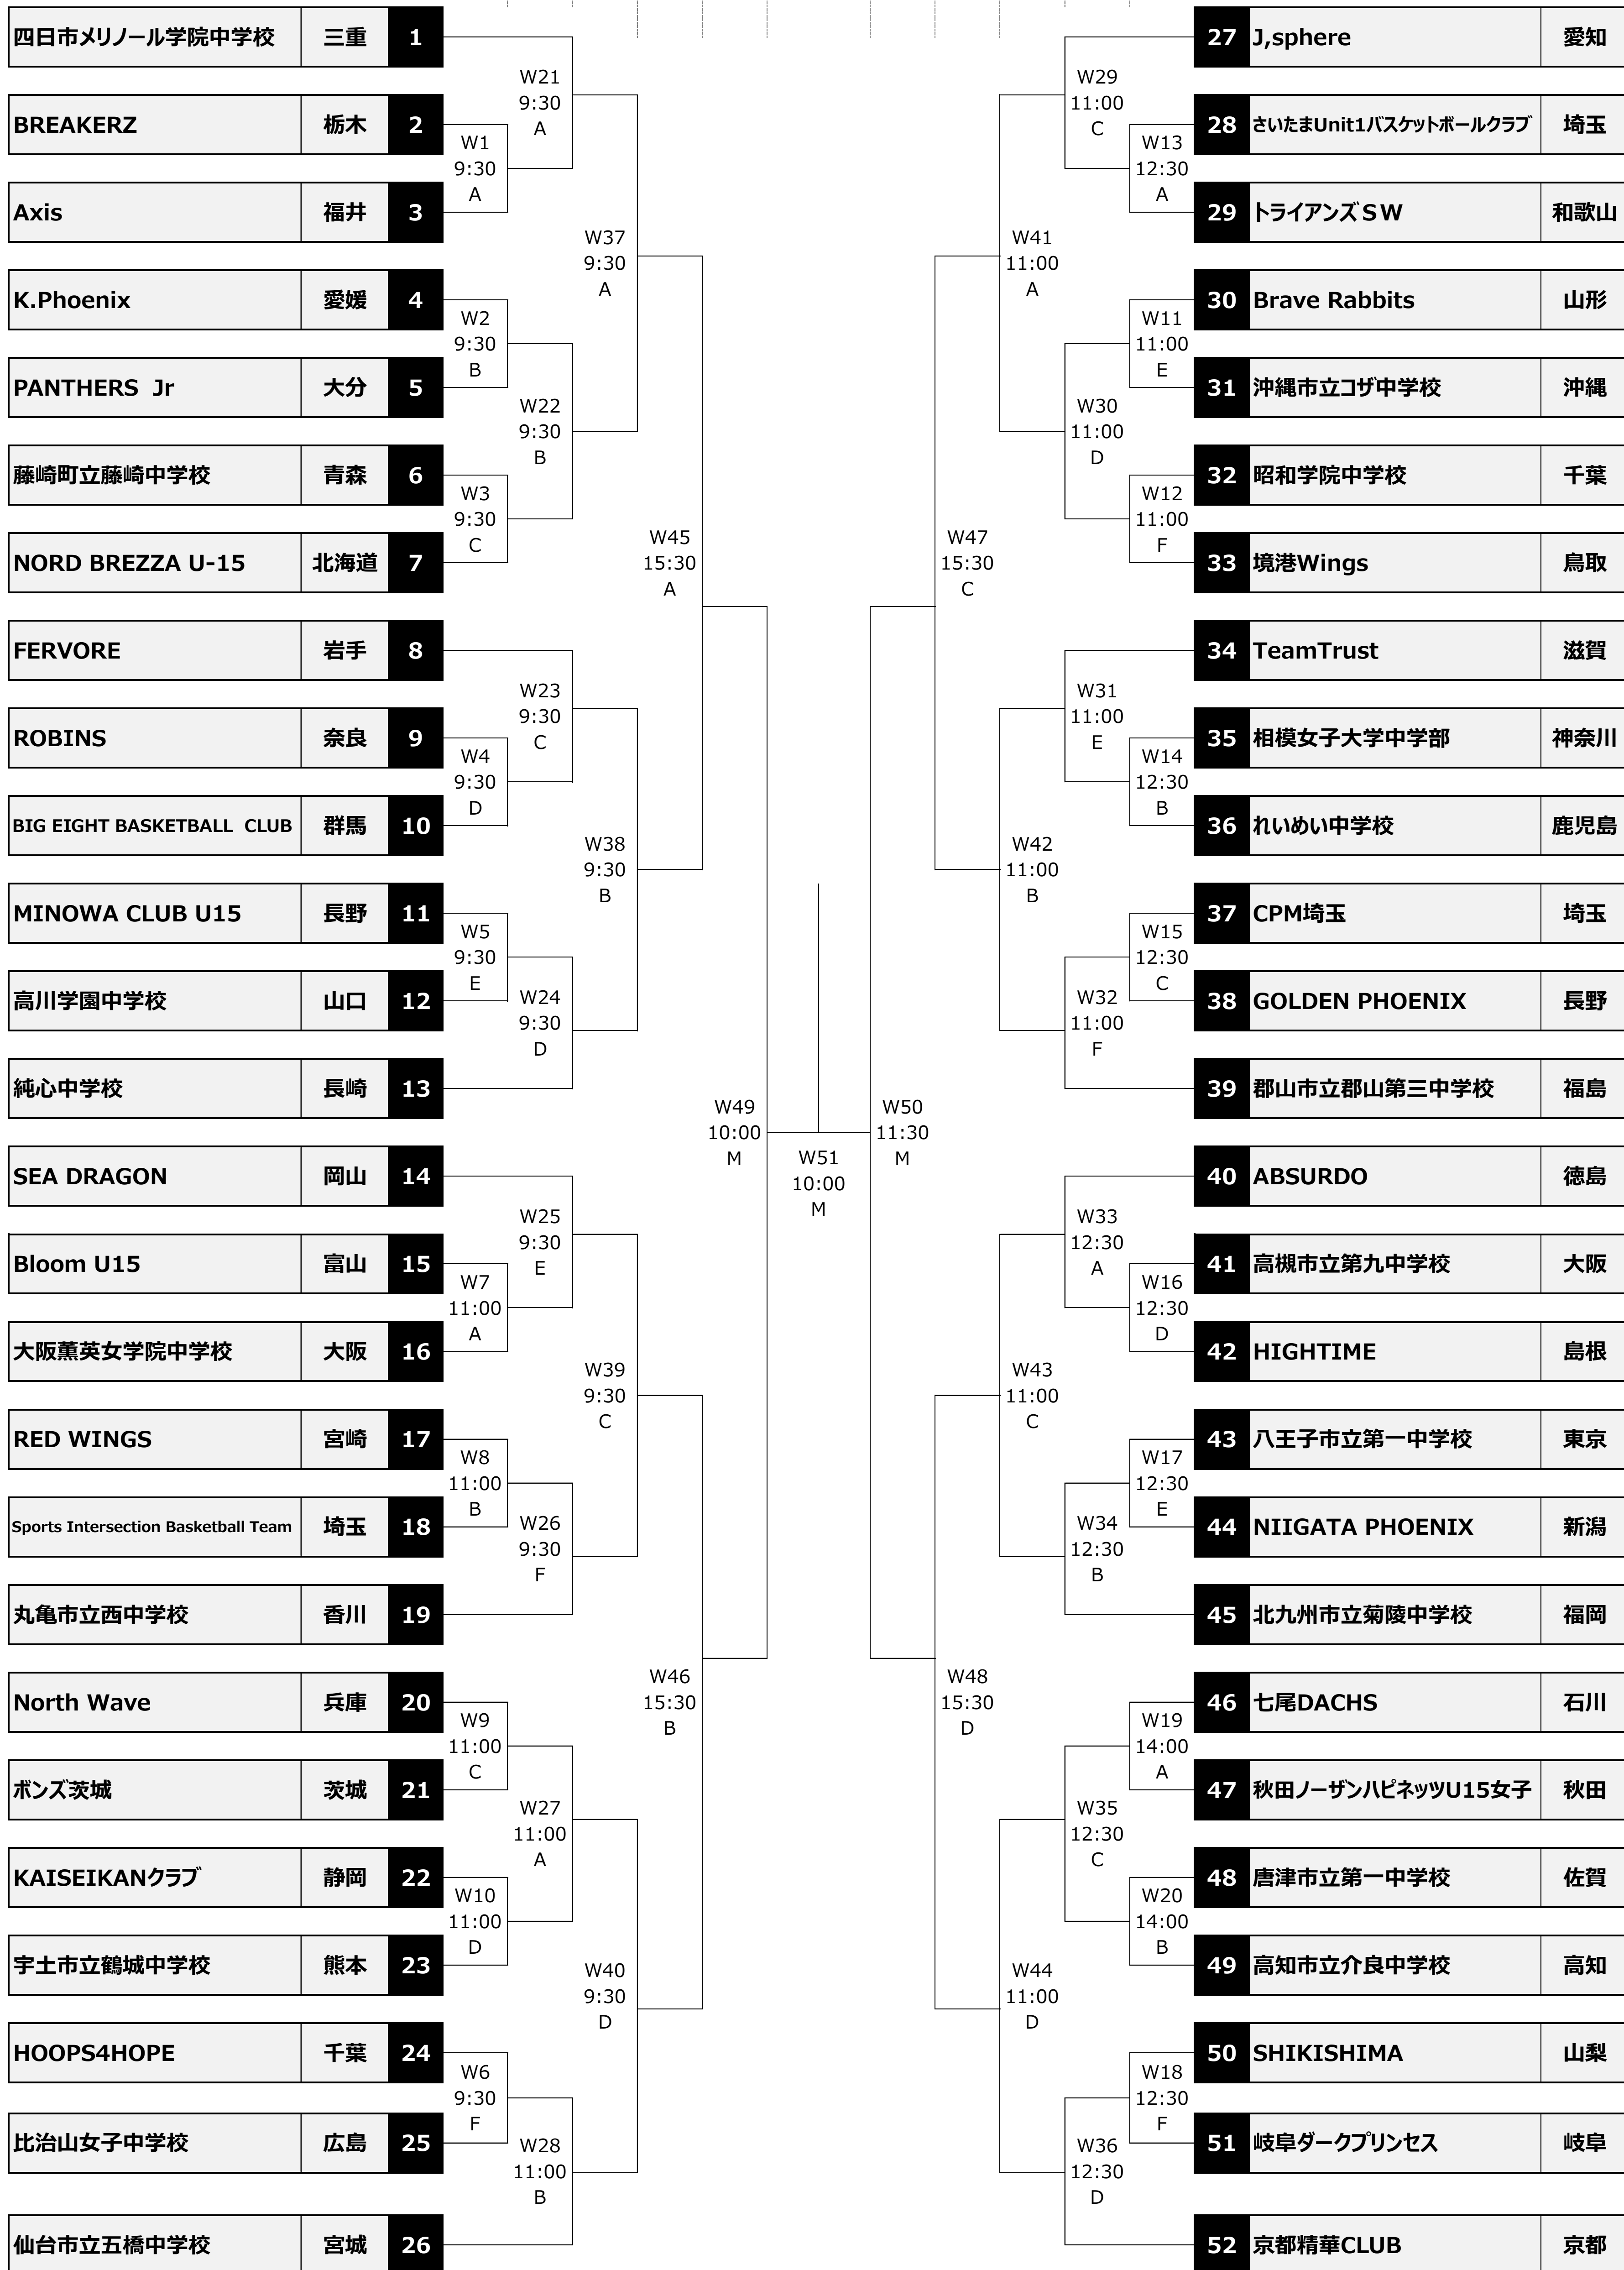 四日市メリノール学院中学校 三重 1
BREAKERZ 栃木 2
Axis 福井 3
K.Phoenix 愛媛 4
PANTHERS Jr 大分 5
藤崎町立藤崎中学校 青森 6
NORD BREZZA U-15 北海道 7
FERVORE 岩手 8
ROBINS 奈良 9
BIG EIGHT BASKETBALL CLUB 群馬 10
MINOWA CLUB U15 長野 11
高川学園中学校 山口 12
純心中学校 長崎 13
SEA DRAGON 岡山 14
Bloom U15 富山 15
大阪薫英女学院中学校 大阪 16
RED WINGS 宮崎 17
Sports Intersection Basketball Team 埼玉 18
丸亀市立西中学校 香川 19
North Wave 兵庫 20
ボンズ茨城 茨城 21
KAISEIKANクラブ 静岡 22
宇土市立鶴城中学校 熊本 23
HOOPS4HOPE 千葉 24
比治山女子中学校 広島 25
仙台市立五橋中学校 宮城 26
W1
9:30
A
W2
9:30
B
W3
9:30
C
W4
9:30
D
W5
9:30
E
W7
11:00
A
W8
11:00
B
W9
11:00
C
W10
11:00
D
W6
9:30
F
W21
9:30
A
W22
9:30
B
W23
9:30
C
W24
9:30
D
W25
9:30
E
W26
9:30
F
W27
11:00
A
W28
11:00
B
W37
9:30
A
W38
9:30
B
W39
9:30
C
W40
9:30
D
W45
15:30
A
W46
15:30
B
W49
10:00
M
W51
10:00
M
W50
11:30
M
W47
15:30
C
W48
15:30
D
W41
11:00
A
W42
11:00
B
W43
11:00
C
W44
11:00
D
W29
11:00
C
W30
11:00
D
W31
11:00
E
W32
11:00
F
W33
12:30
A
W34
12:30
B
W35
12:30
C
W36
12:30
D
W13
12:30
A
W11
11:00
E
W12
11:00
F
W14
12:30
B
W15
12:30
C
W16
12:30
D
W17
12:30
E
W19
14:00
A
W20
14:00
B
W18
12:30
F
27 J,sphere 愛知
28 さいたまUnit1バスケットボールクラブ 埼玉
29 トライアンズSW 和歌山
30 Brave Rabbits 山形
31 沖縄市立コザ中学校 沖縄
32 昭和学院中学校 千葉
33 境港Wings 鳥取
34 TeamTrust 滋賀
35 相模女子大学中学部 神奈川
36 れいめい中学校 鹿児島
37 CPM埼玉 埼玉
38 GOLDEN PHOENIX 長野
39 郡山市立郡山第三中学校 福島
40 ABSURDO 徳島
41 高槻市立第九中学校 大阪
42 HIGHTIME 島根
43 八王子市立第一中学校 東京
44 NIIGATA PHOENIX 新潟
45 北九州市立菊陵中学校 福岡
46 七尾DACHS 石川
47 秋田ノーザンハピネッツU15女子 秋田
48 唐津市立第一中学校 佐賀
49 高知市立介良中学校 高知
50 SHIKISHIMA 山梨
51 岐阜ダークプリンセス 岐阜
52 京都精華CLUB 京都